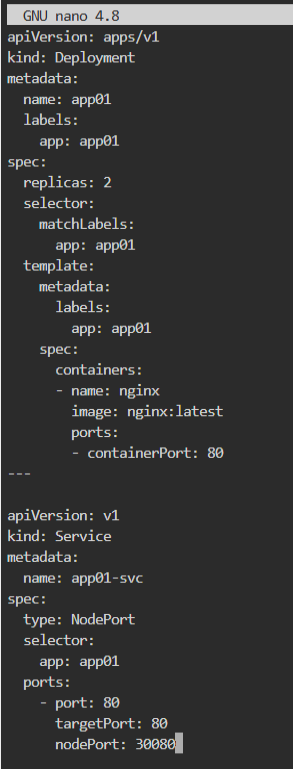 GNU nano 4.8
apiVersion: apps/v1
kind: Deployment
metadata:
  name: app01
  labels:
    app: app01
spec:
  replicas: 2
  selector:
    matchLabels:
      app: app01
  template:
    metadata:
      labels:
        app: app01
    spec:
      containers:
      - name: nginx
        image: nginx:latest
        ports:
        - containerPort: 80
---

apiVersion: v1
kind: Service
metadata:
  name: app01-svc
spec:
  type: NodePort
  selector:
    app: app01
  ports:
    - port: 80
      targetPort: 80
      nodePort: 30080